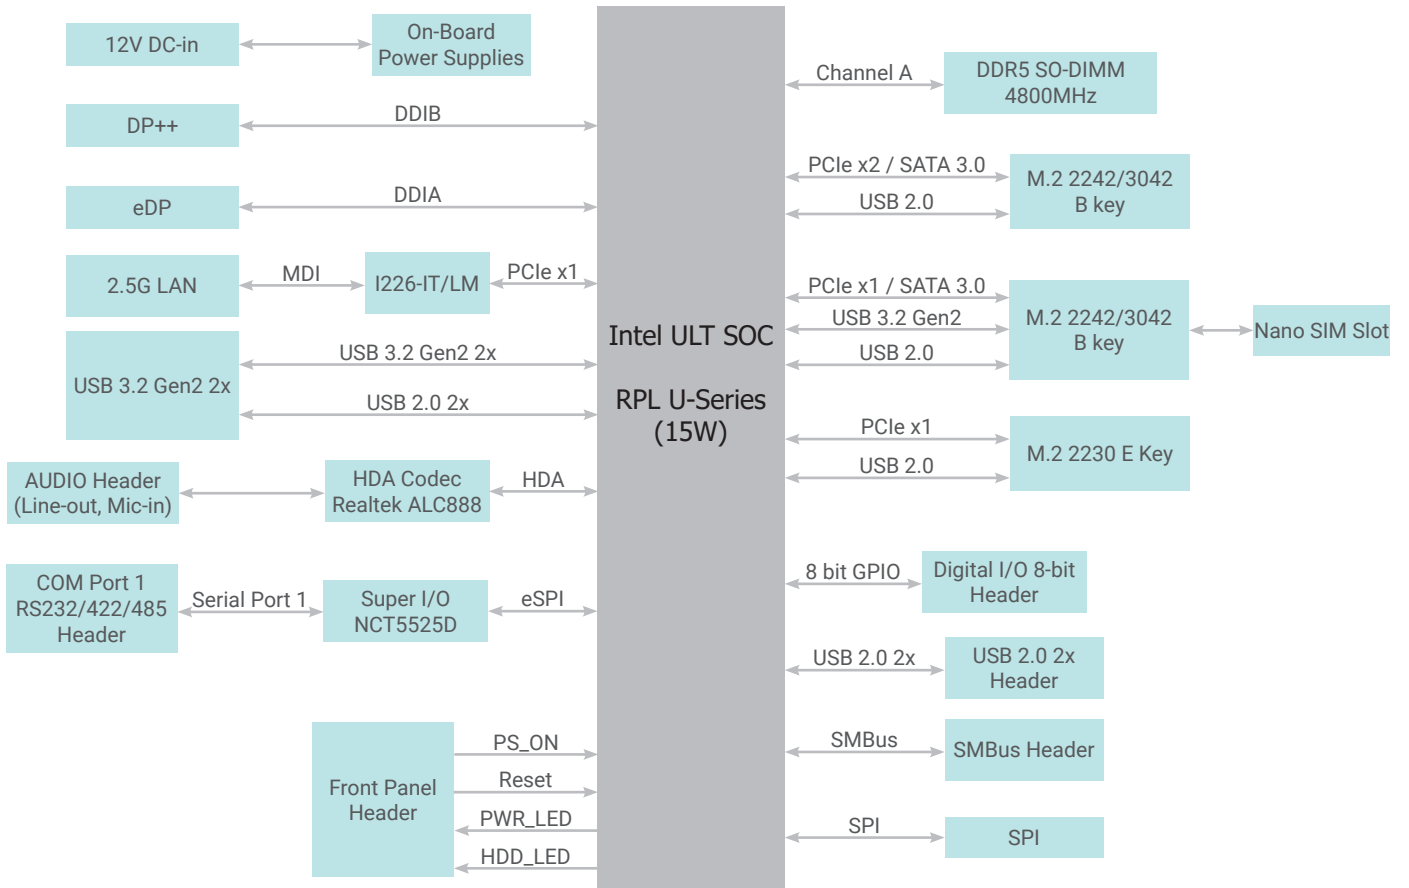 12V DC-in
On-Board
Power Supplies
DP++
DDIB
eDP
DDIA
2.5G LAN
MDI
I226-IT/LM
PCIe x1
USB 3.2 Gen2 2x
USB 3.2 Gen2 2x
USB 2.0 2x
AUDIO Header
(Line-out, Mic-in)
HDA Codec
Realtek ALC888
HDA
COM Port 1
RS232/422/485
Header
Serial Port 1
Super I/O
NCT5525D
eSPI
Front Panel
Header
PS_ON
Reset
PWR_LED
HDD_LED
Intel ULT SOC
RPL U-Series
(15W)
Channel A
DDR5 SO-DIMM
4800MHz
PCIe x2 / SATA 3.0
USB 2.0
M.2 2242/3042
B key
PCIe x1 / SATA 3.0
USB 3.2 Gen2
USB 2.0
M.2 2242/3042
B key
Nano SIM Slot
PCIe x1
USB 2.0
M.2 2230 E Key
8 bit GPIO
Digital I/O 8-bit
Header
USB 2.0 2x
USB 2.0 2x
Header
SMBus
SMBus Header
SPI
SPI